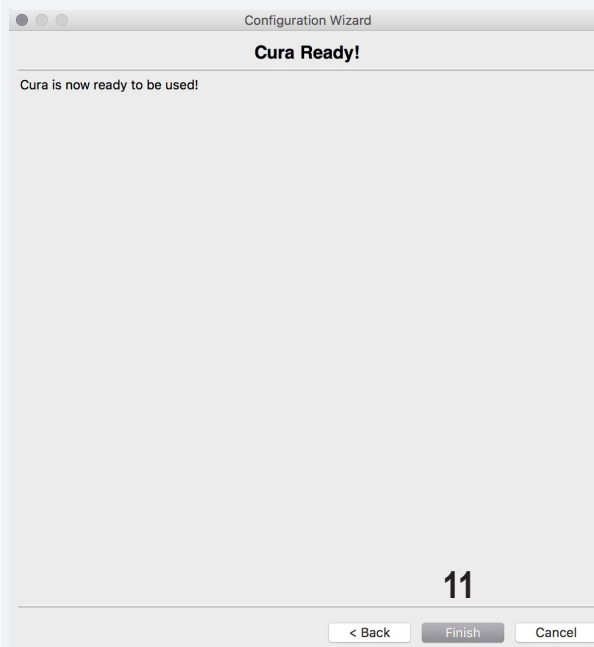 Configuration Wizard
Cura Ready!
Cura is now ready to be used!
11
< Back Finish Cancel